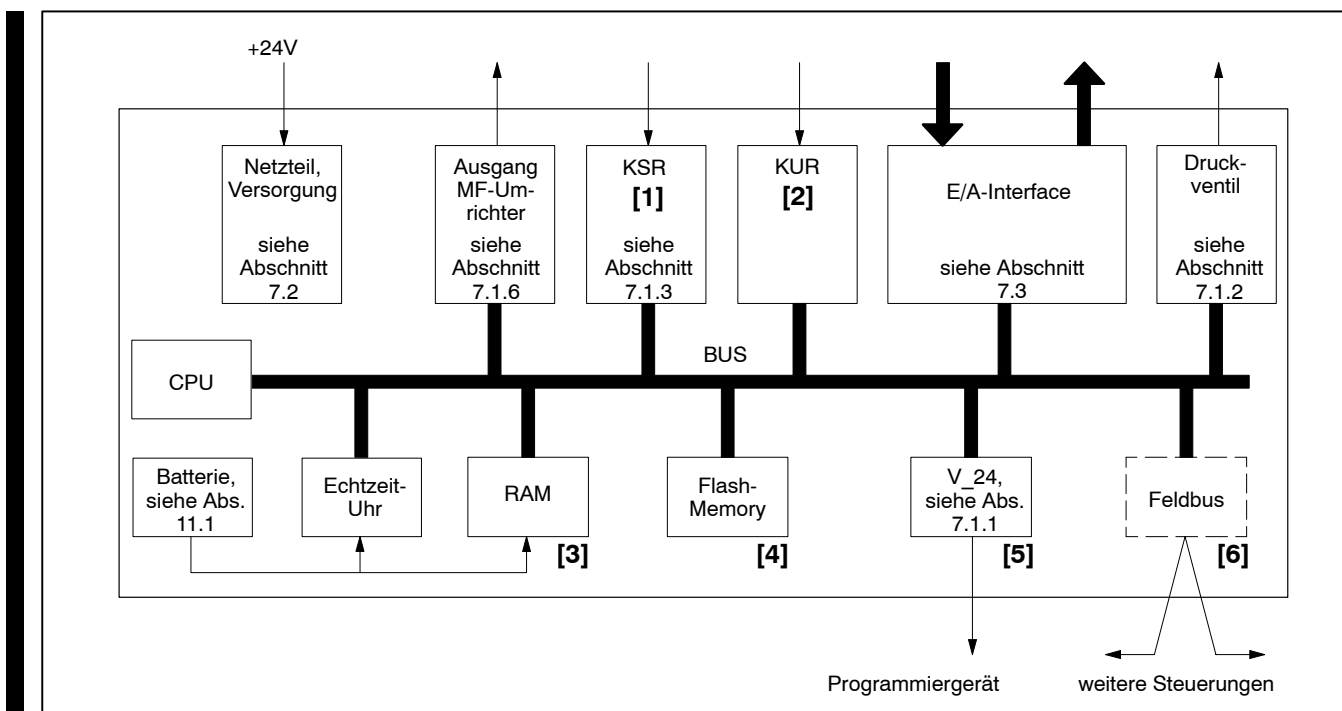 +24V
Netzteil,
Versorgung
siehe
Abschnitt
7.2
Ausgang
MF-Um-
richter
siehe
Abschnitt
7.1.6
KSR
[1]
siehe
Abschnitt
7.1.3
KUR
[2]
E/A-Interface
siehe Abschnitt
7.3
Druck-
ventil
siehe
Abschnitt
7.1.2
BUS
CPU
Batterie,
siehe Abs.
11.1
Echtzeit-
Uhr
RAM
[3]
Flash-
Memory
[4]
V_24,
siehe Abs.
7.1.1
[5]
Feldbus
[6]
Programmiergerät
weitere Steuerungen